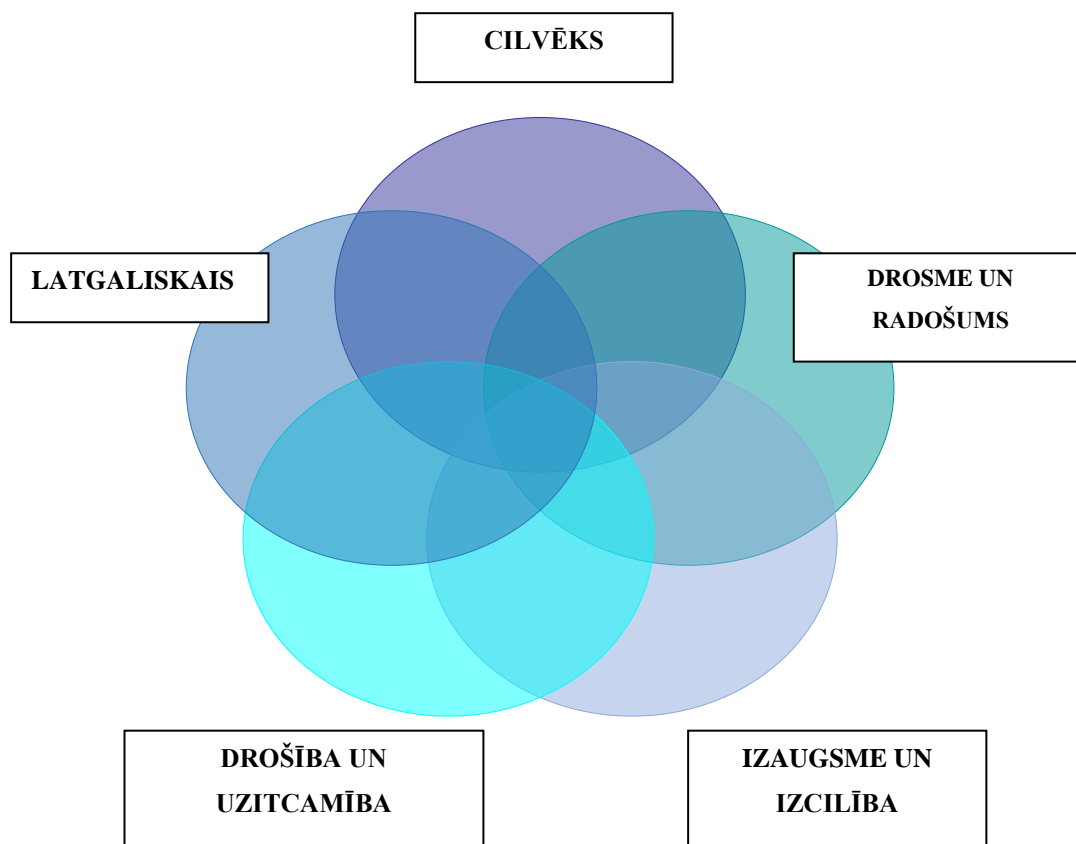 CILVĒKS
LATGALISKAIS
DROSME UN
RADOŠUMS
DROŠĪBA UN
UZITCAMĪBA
IZAUGSME UN
IZCILĪBA